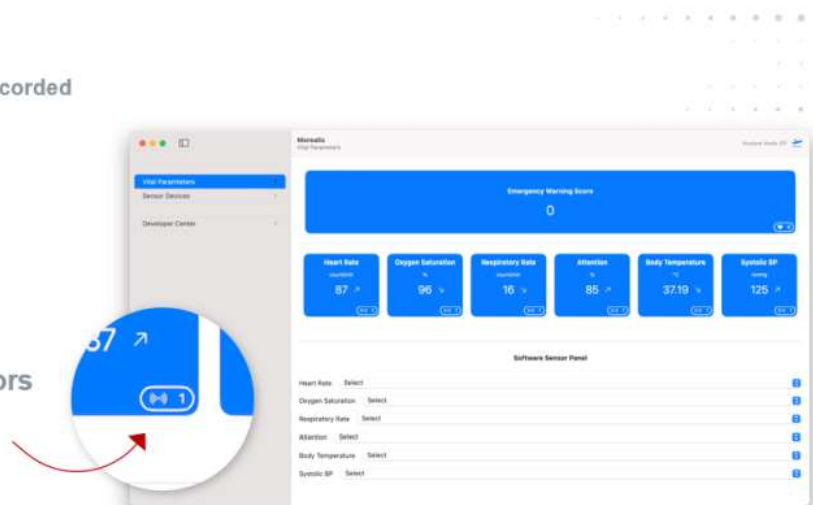 corded
Morealis
Vital Parameters
Vital Parameters
Sensor Devices
Developer Center
Emergency Warning Score
0
Heart Rate
87
Oxygen Saturation
%
96
Respiratory Rate
16
Attention
%
85
Body Temperature
°C
37.19
Systolic BP
mmHg
125
87
1
ors
Software Sensor Panel
Heart Rate Select
Oxygen Saturation Select
Respiratory Rate Select
Attention Select
Body Temperature Select
Systolic BP Select